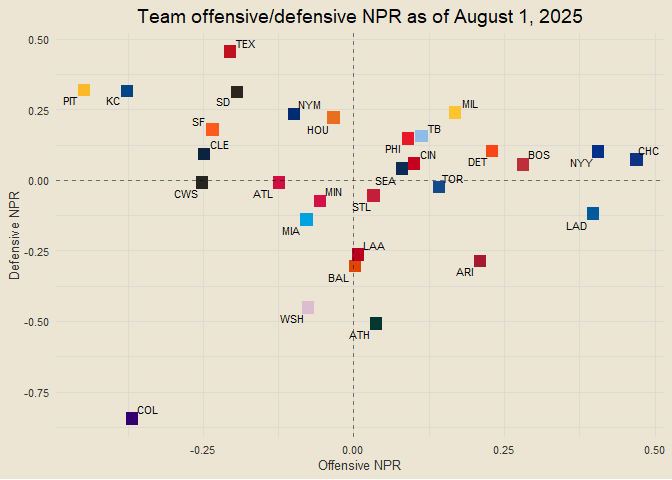 Team offensive/defensive NPR as of August 1, 2025
0.50
TEX
PIT
KC
SD
0.25
NYM
MIL
HOU
SF
TB
PHI
CLE
CIN
DET
BOS
NYY
CHC
0.00
CWS
ATL
SEA
TOR
MIN
STL
MIA
LAD
-0.25
LAA
BAL
ARI
-0.50
WSH
ATH
-0.75
COL
Defensive NPR
-0.25
0.00
0.25
0.50
Offensive NPR